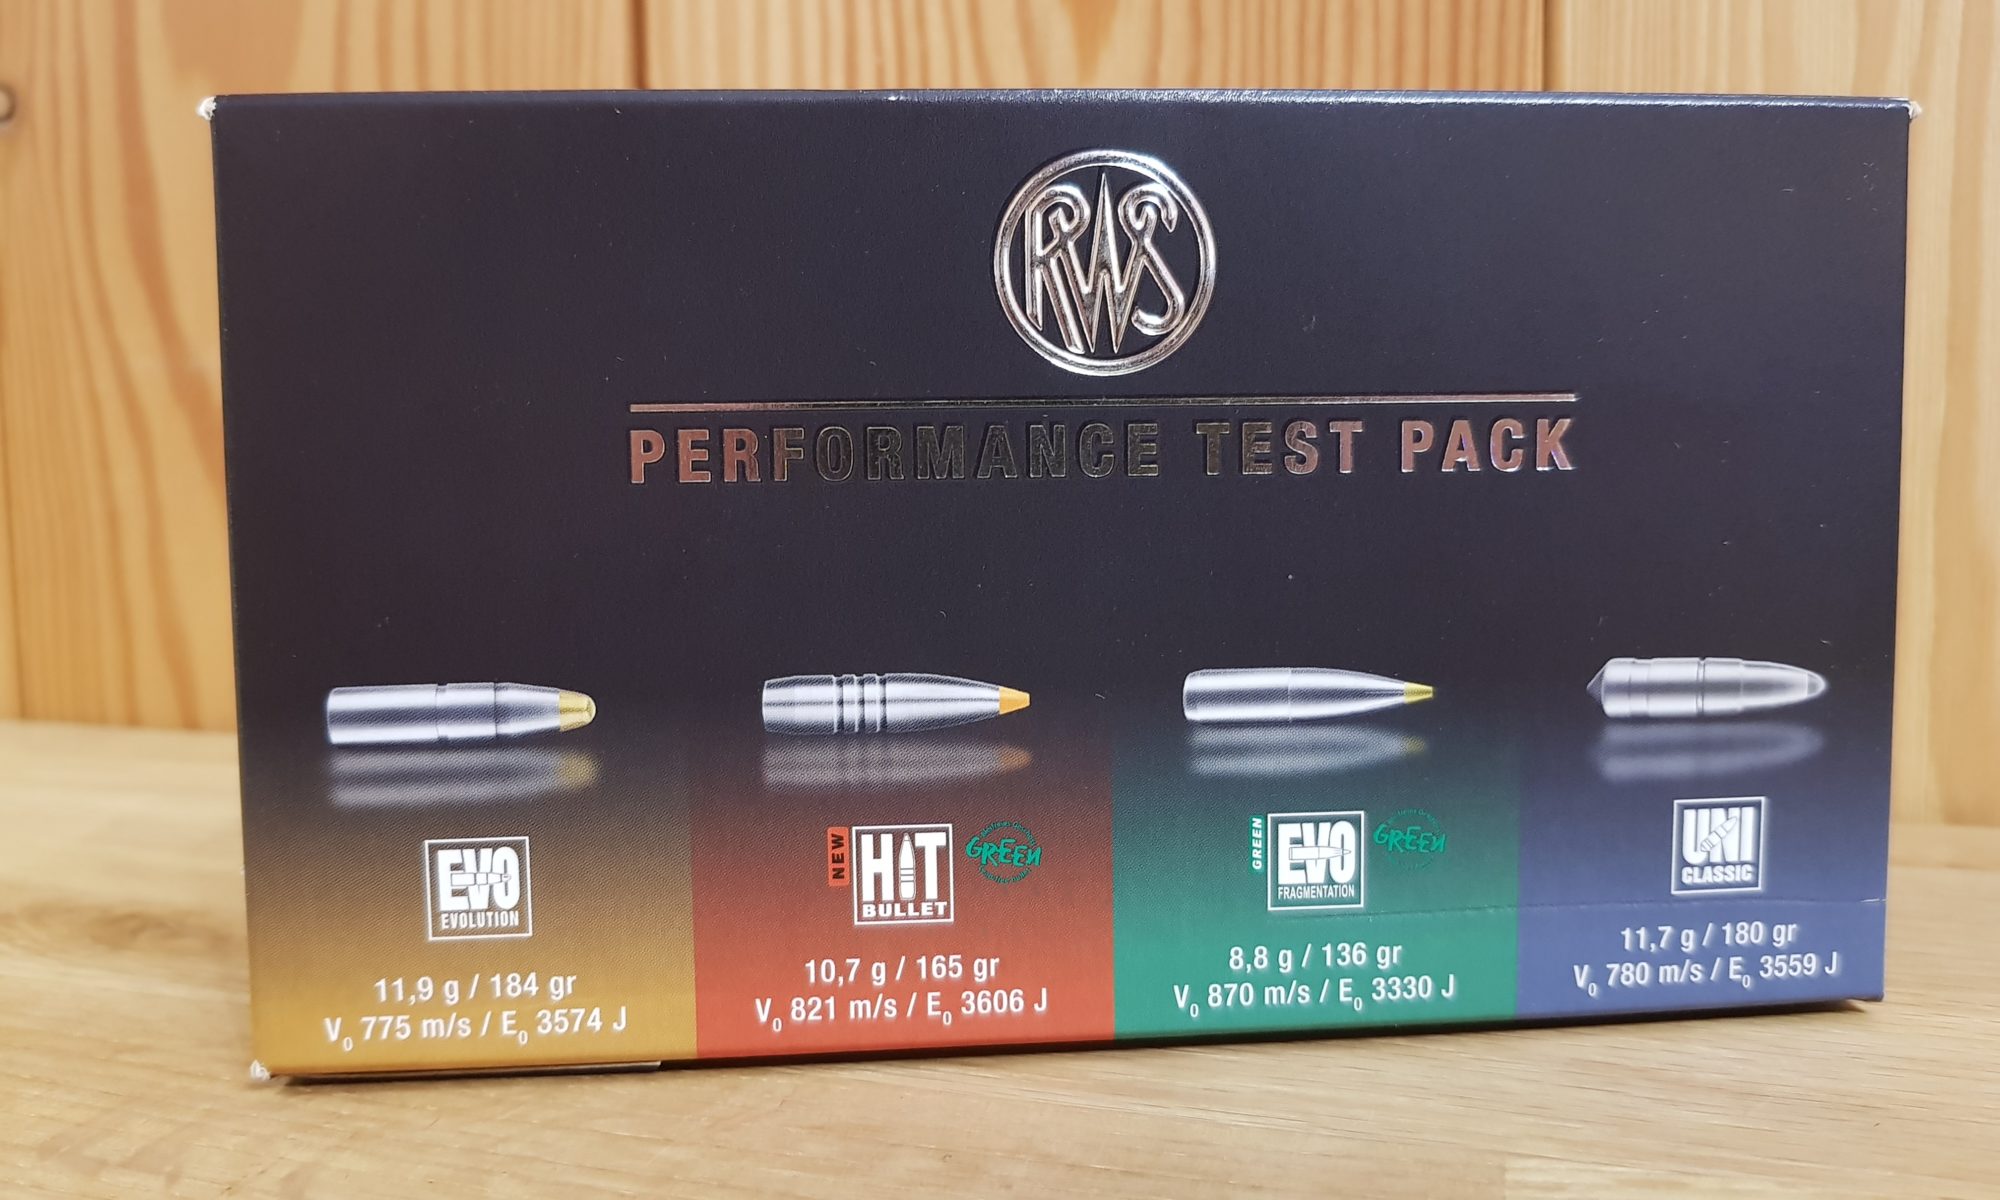 RWS
PERFORMANCE TEST PACK
EVO
EVOLUTION
11,9 g / 184 gr
V0 775 m/s / E0 3574 J
NEW
HIT
BULLET
GREEN
10,7 g / 165 gr
V0 821 m/s / E0 3606 J
GREEN
EVO
FRAGMENTATION
GREEN
8,8 g / 136 gr
V0 870 m/s / E0 3330 J
UNI
CLASSIC
11,7 g / 180 gr
V0 780 m/s / E0 3559 J